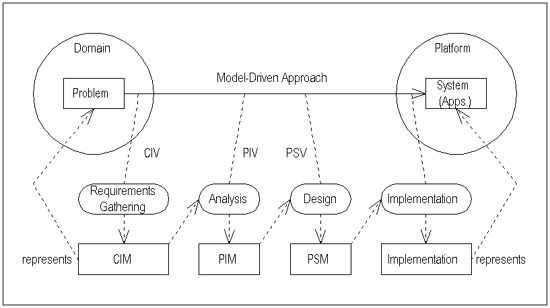 Domain
Platform
Problem
Model-Driven Approach
System
(Apps.)
CIV
PIV
PSV
Requirements
Gathering
Analysis
Design
Implementation
represents
CIM
PIM
PSM
Implementation
represents